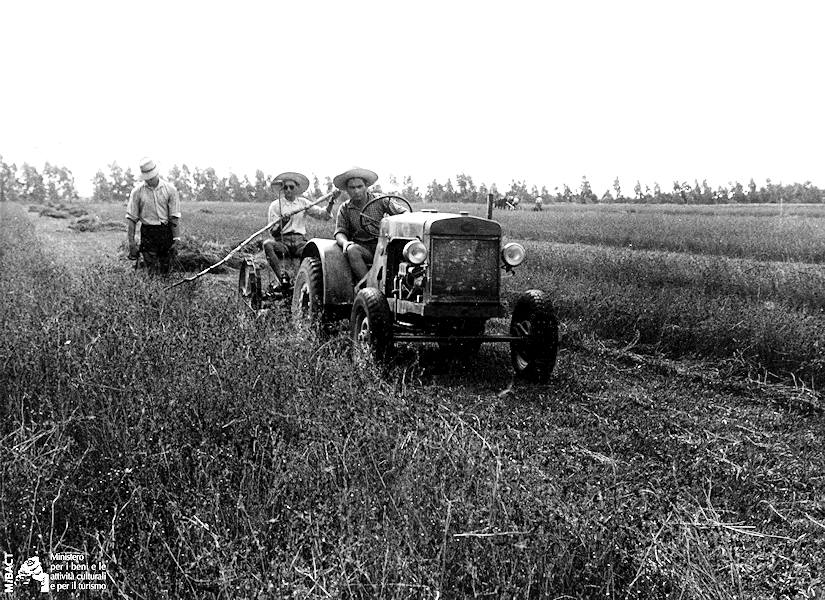 MiBACT
Ministero
per i beni e le
attività culturali
e per il turismo